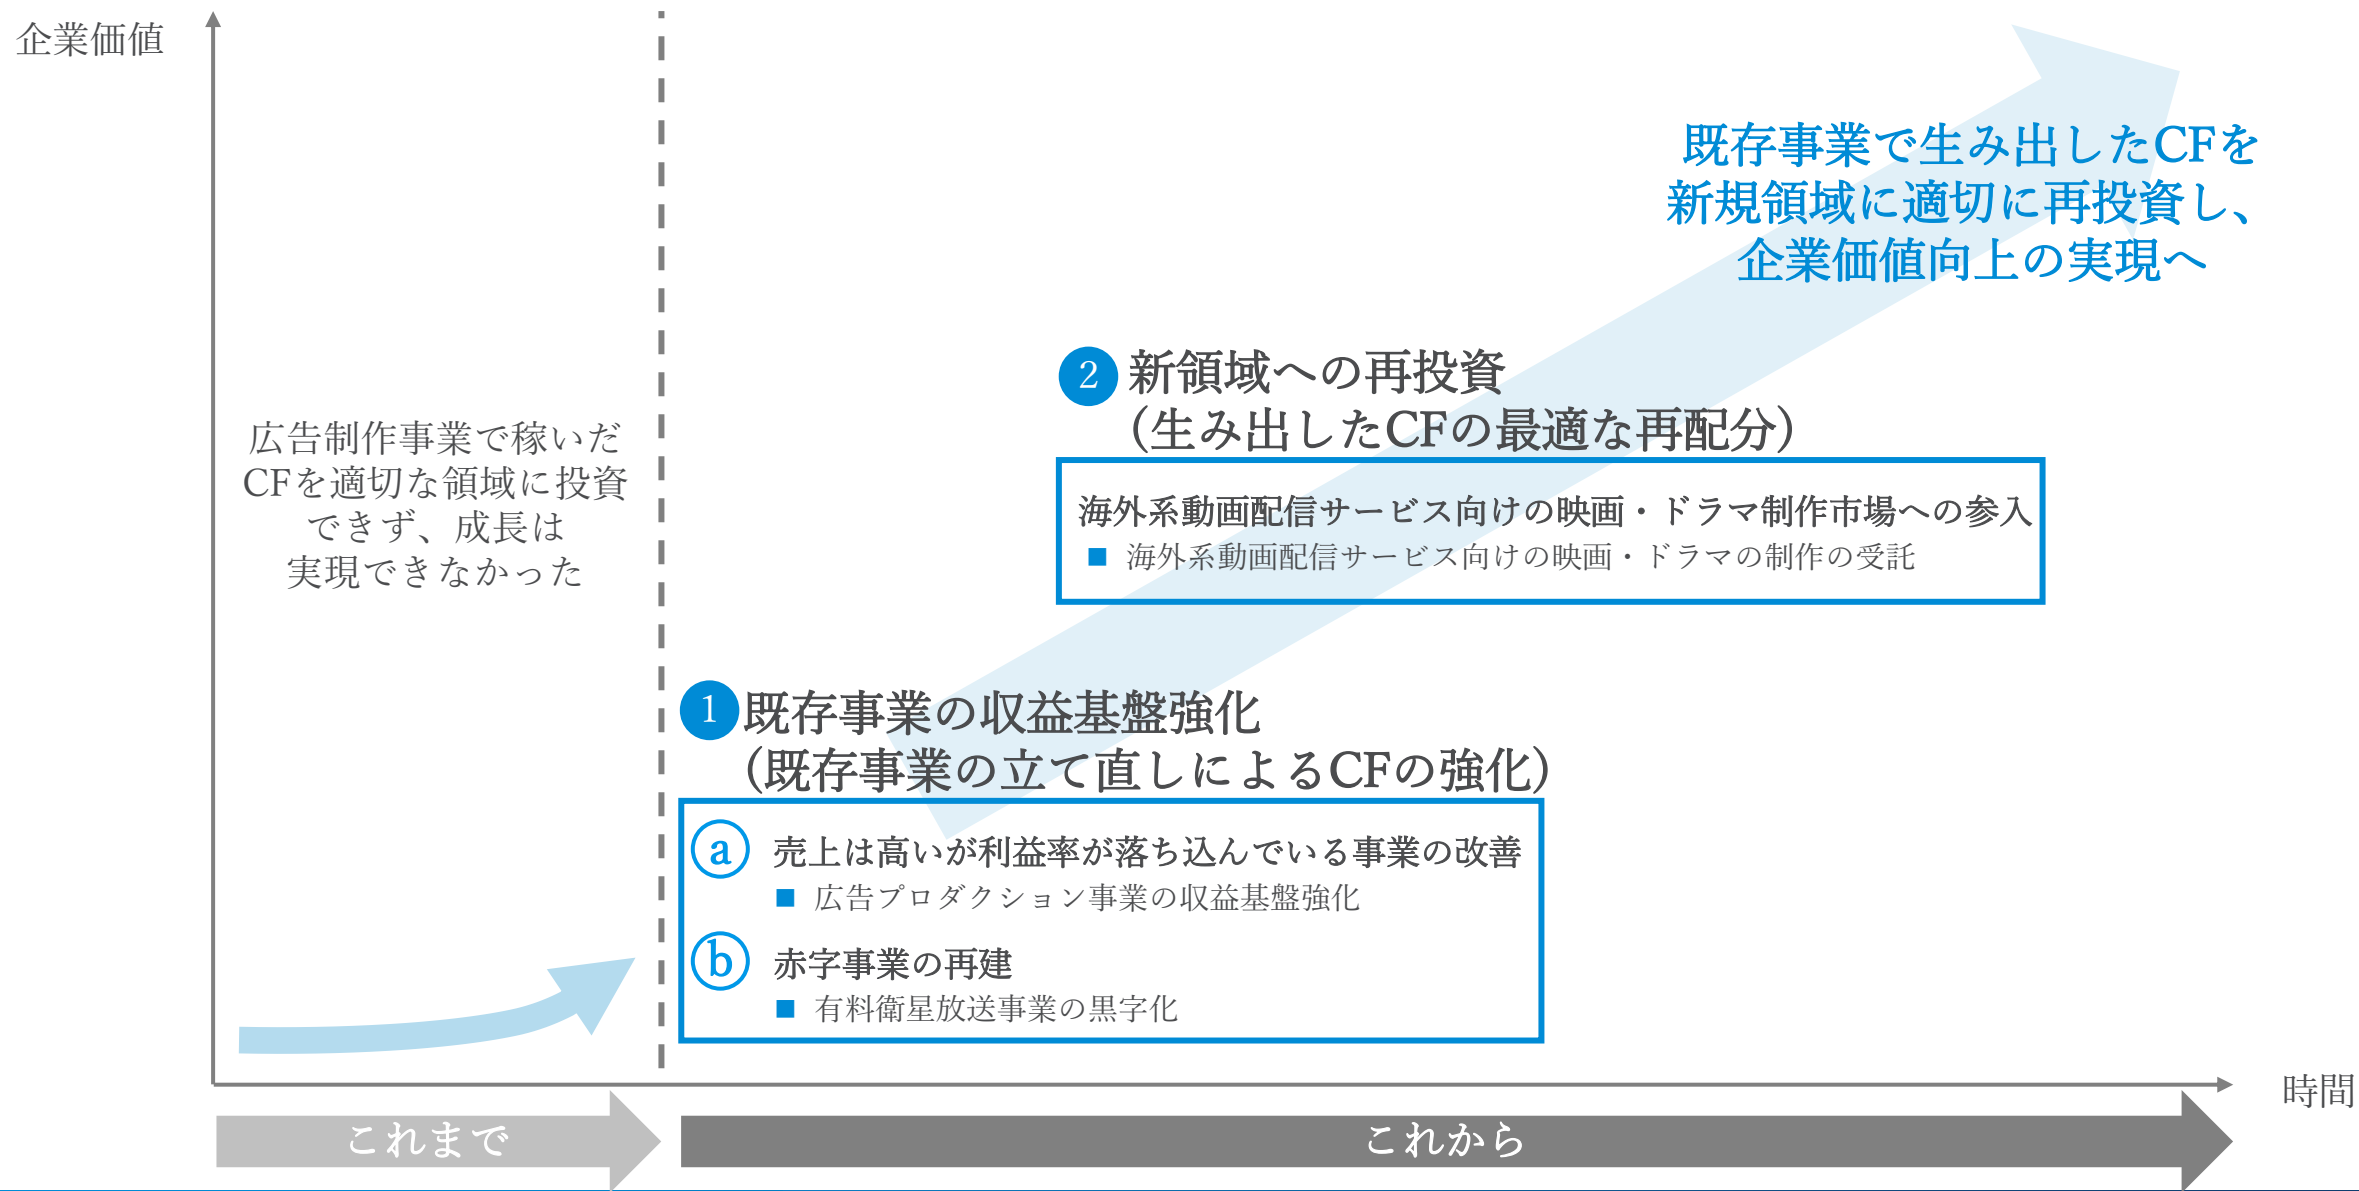 企業価値
既存事業で生み出したCFを
新規領域に適切に再投資し、
企業価値向上の実現へ
2 新領域への再投資
(生み出したCFの最適な再配分)
海外系動画配信サービス向けの映画・ドラマ制作市場への参入
■ 海外系動画配信サービス向けの映画・ドラマの制作の受託
広告制作事業で稼いだ
CFを適切な領域に投資
できず、成長は
実現できなかった
1 既存事業の収益基盤強化
(既存事業の立て直しによるCFの強化)
a 売上は高いが利益率が落ち込んでいる事業の改善
■ 広告プロダクション事業の収益基盤強化
b 赤字事業の再建
■ 有料衛星放送事業の黒字化
時間
これまで
これから